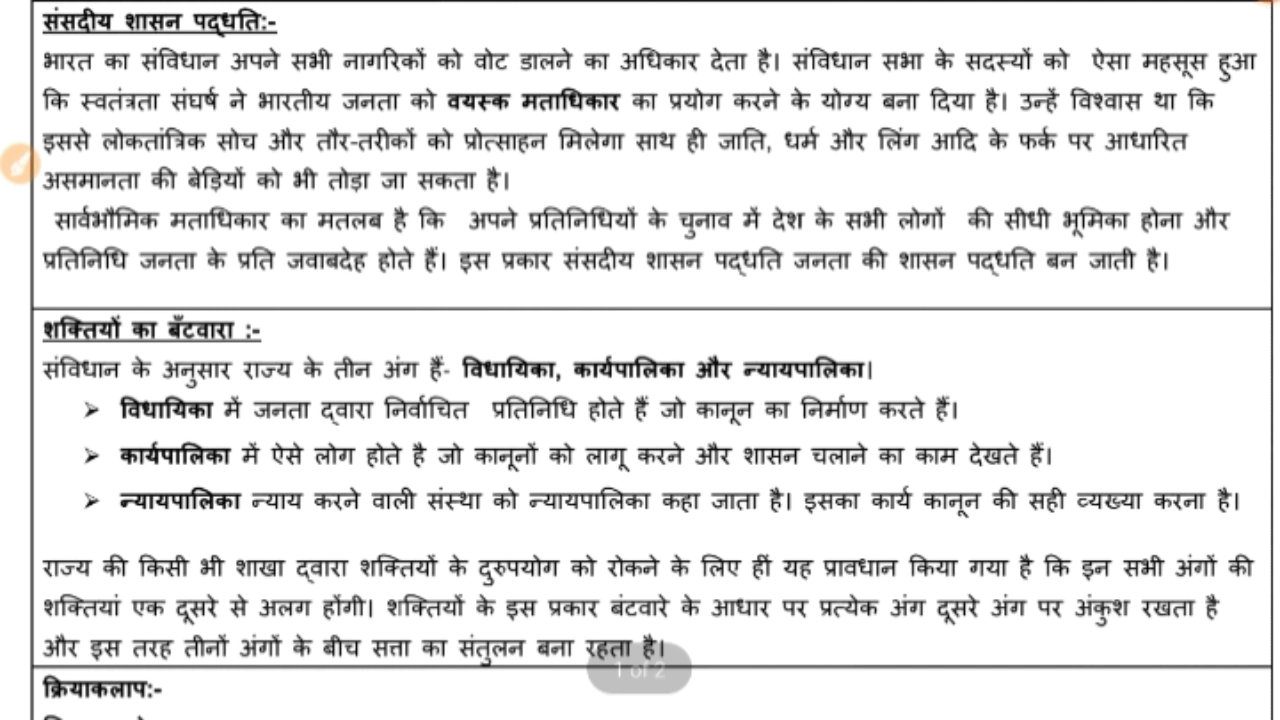 संसदीय शासन पद्धति:-
भारत का संविधान अपने सभी नागरिकों को वोट डालने का अधिकार देता है। संविधान सभा के सदस्यों को ऐसा महसूस हुआ
कि स्वतंत्रता संघर्ष ने भारतीय जनता को वयस्क मताधिकार का प्रयोग करने के योग्य बना दिया है। उन्हें विश्वास था कि
इससे लोकतांत्रिक सोच और तौर-तरीकों को प्रोत्साहन मिलेगा साथ ही जाति, धर्म और लिंग आदि के फर्क पर आधारित
असमानता की बेड़ियों को भी तोड़ा जा सकता है।
सार्वभौमिक मताधिकार का मतलब है कि अपने प्रतिनिधियों के चुनाव में देश के सभी लोगों की सीधी भूमिका होना और
प्रतिनिधि जनता के प्रति जवाबदेह होते हैं। इस प्रकार संसदीय शासन पद्धति जनता की शासन पद्धति बन जाती है।
शक्तियों का बँटवारा :-
संविधान के अनुसार राज्य के तीन अंग हैं- विधायिका, कार्यपालिका और न्यायपालिका।
➢ विधायिका में जनता द्वारा निर्वाचित प्रतिनिधि होते हैं जो कानून का निर्माण करते हैं।
➢ कार्यपालिका में ऐसे लोग होते है जो कानूनों को लागू करने और शासन चलाने का काम देखते हैं।
➢ न्यायपालिका न्याय करने वाली संस्था को न्यायपालिका कहा जाता है। इसका कार्य कानून की सही व्यख्या करना है।
राज्य की किसी भी शाखा द्वारा शक्तियों के दुरुपयोग को रोकने के लिए हीं यह प्रावधान किया गया है कि इन सभी अंगों की
शक्तियां एक दूसरे से अलग होंगी। शक्तियों के इस प्रकार बंटवारे के आधार पर प्रत्येक अंग दूसरे अंग पर अंकुश रखता है
और इस तरह तीनों अंगों के बीच सत्ता का संतुलन बना रहता है।
1 of 2
क्रियाकलाप:-